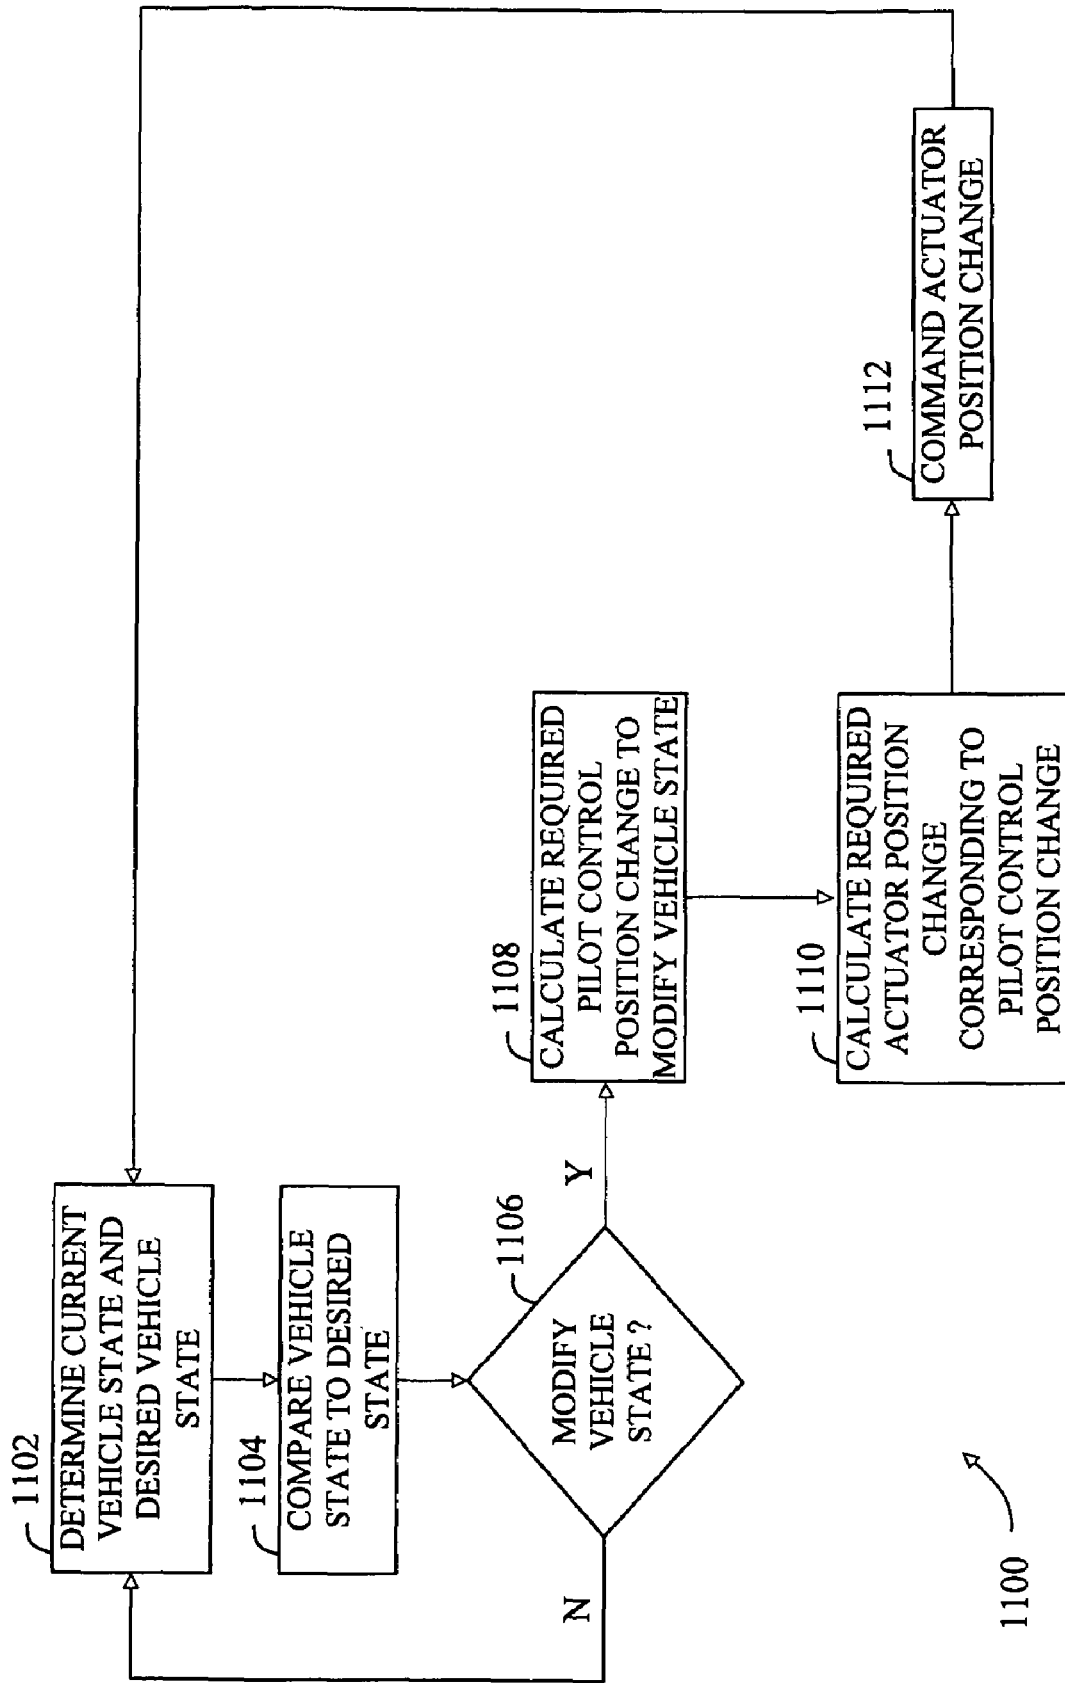 1102
DETERMINE CURRENT
VEHICLE STATE AND
DESIRED VEHICLE
STATE
1104
COMPARE VEHICLE
STATE TO DESIRED
STATE
1106
MODIFY
VEHICLE
STATE ?
N
Y
1108
CALCULATE REQUIRED
PILOT CONTROL
POSITION CHANGE TO
MODIFY VEHICLE STATE
1110
CALCULATE REQUIRED
ACTUATOR POSITION
CHANGE
CORRESPONDING TO
PILOT CONTROL
POSITION CHANGE
1112
COMMAND ACTUATOR
POSITION CHANGE
1100